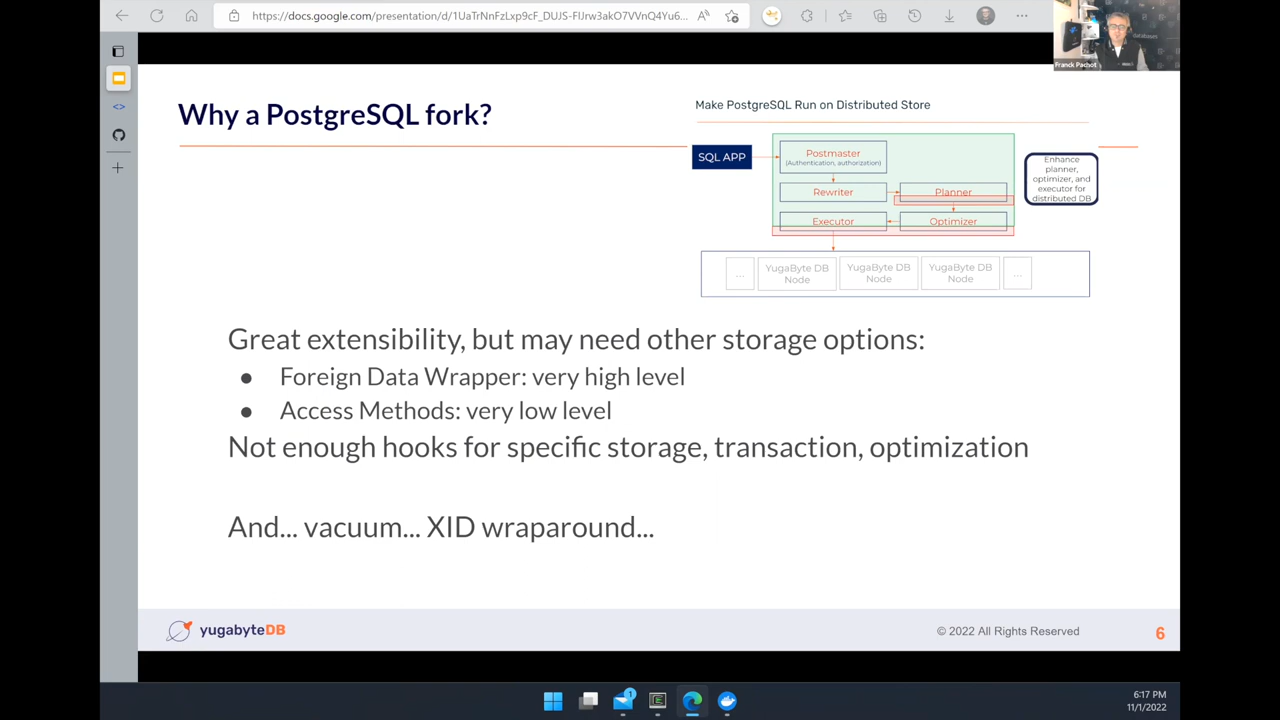 https://docs.google.com/presentation/d/1UaTrNnFzLxp9cF_DUJS-FIJrw3akO7VVnQ4Yu6...
Franck Pachot
Why a PostgreSQL fork?
Make PostgreSQL Run on Distributed Store
SQL APP
Postmaster
(Authentication, authorization)
Rewriter
Planner
Executor
Optimizer
Enhance
planner,
optimizer, and
executor for
distributed DB
...
YugaByte DB
Node
YugaByte DB
Node
YugaByte DB
Node
...
Great extensibility, but may need other storage options:
● Foreign Data Wrapper: very high level
● Access Methods: very low level
Not enough hooks for specific storage, transaction, optimization
And... vacuum... XID wraparound...
yugabyteDB
© 2022 All Rights Reserved
6
1
6:17 PM
11/1/2022